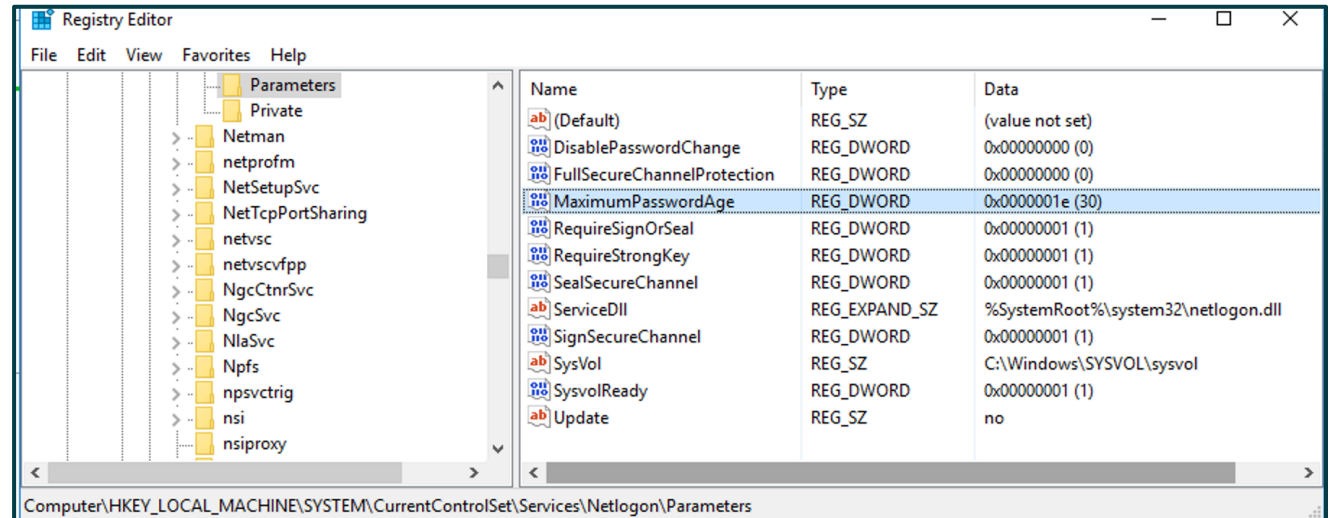 Registry Editor
File Edit View Favorites Help
Parameters
Private
Netman
netprofm
NetSetupSvc
NetTcpPortSharing
netvsc
netvscvfpp
NgcCtnrSvc
NgcSvc
NlaSvc
Npfs
npsvctrig
nsi
nsiproxy
Name Type Data
(Default) REG_SZ (value not set)
DisablePasswordChange REG_DWORD 0x00000000 (0)
FullSecureChannelProtection REG_DWORD 0x00000000 (0)
MaximumPasswordAge REG_DWORD 0x0000001e (30)
RequireSignOrSeal REG_DWORD 0x00000001 (1)
RequireStrongKey REG_DWORD 0x00000001 (1)
SealSecureChannel REG_DWORD 0x00000001 (1)
ServiceDll REG_EXPAND_SZ %SystemRoot%\system32\netlogon.dll
SignSecureChannel REG_DWORD 0x00000001 (1)
SysVol REG_SZ C:\Windows\SYSVOL\sysvol
SysvolReady REG_DWORD 0x00000001 (1)
Update REG_SZ no
Computer\HKEY_LOCAL_MACHINE\SYSTEM\CurrentControlSet\Services\Netlogon\Parameters